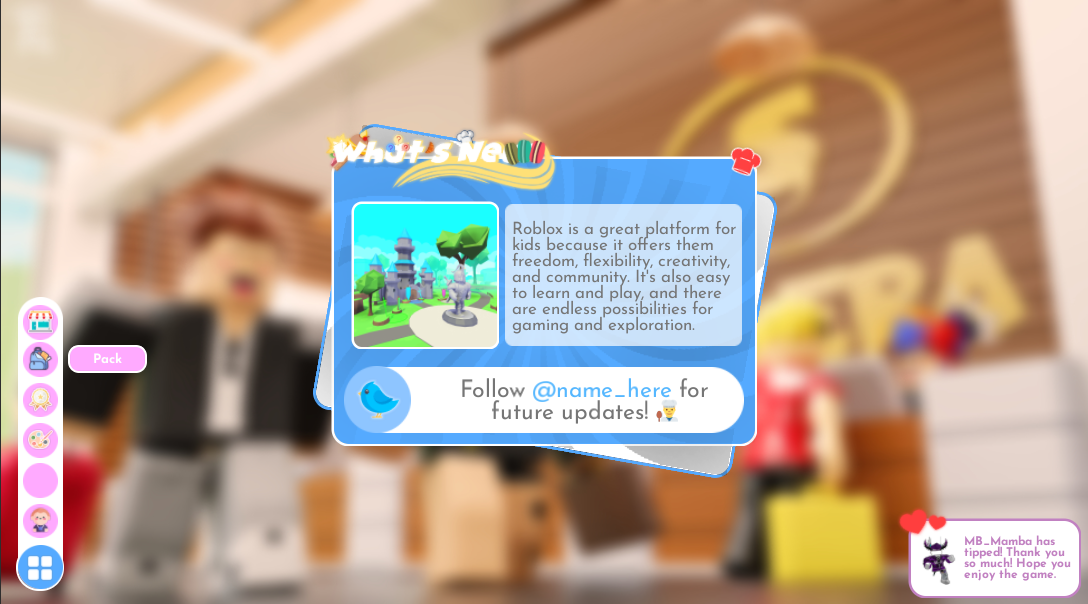 What's Ne
Roblox is a great platform for
kids because it offers them
freedom, flexibility, creativity,
and community. It's also easy
to learn and play, and there
are endless possibilities for
gaming and exploration.
Pack
Follow @name_here for
future updates! 👨‍🍳
MB_Mamba has
tipped! Thank you
so much! Hope you
enjoy the game.